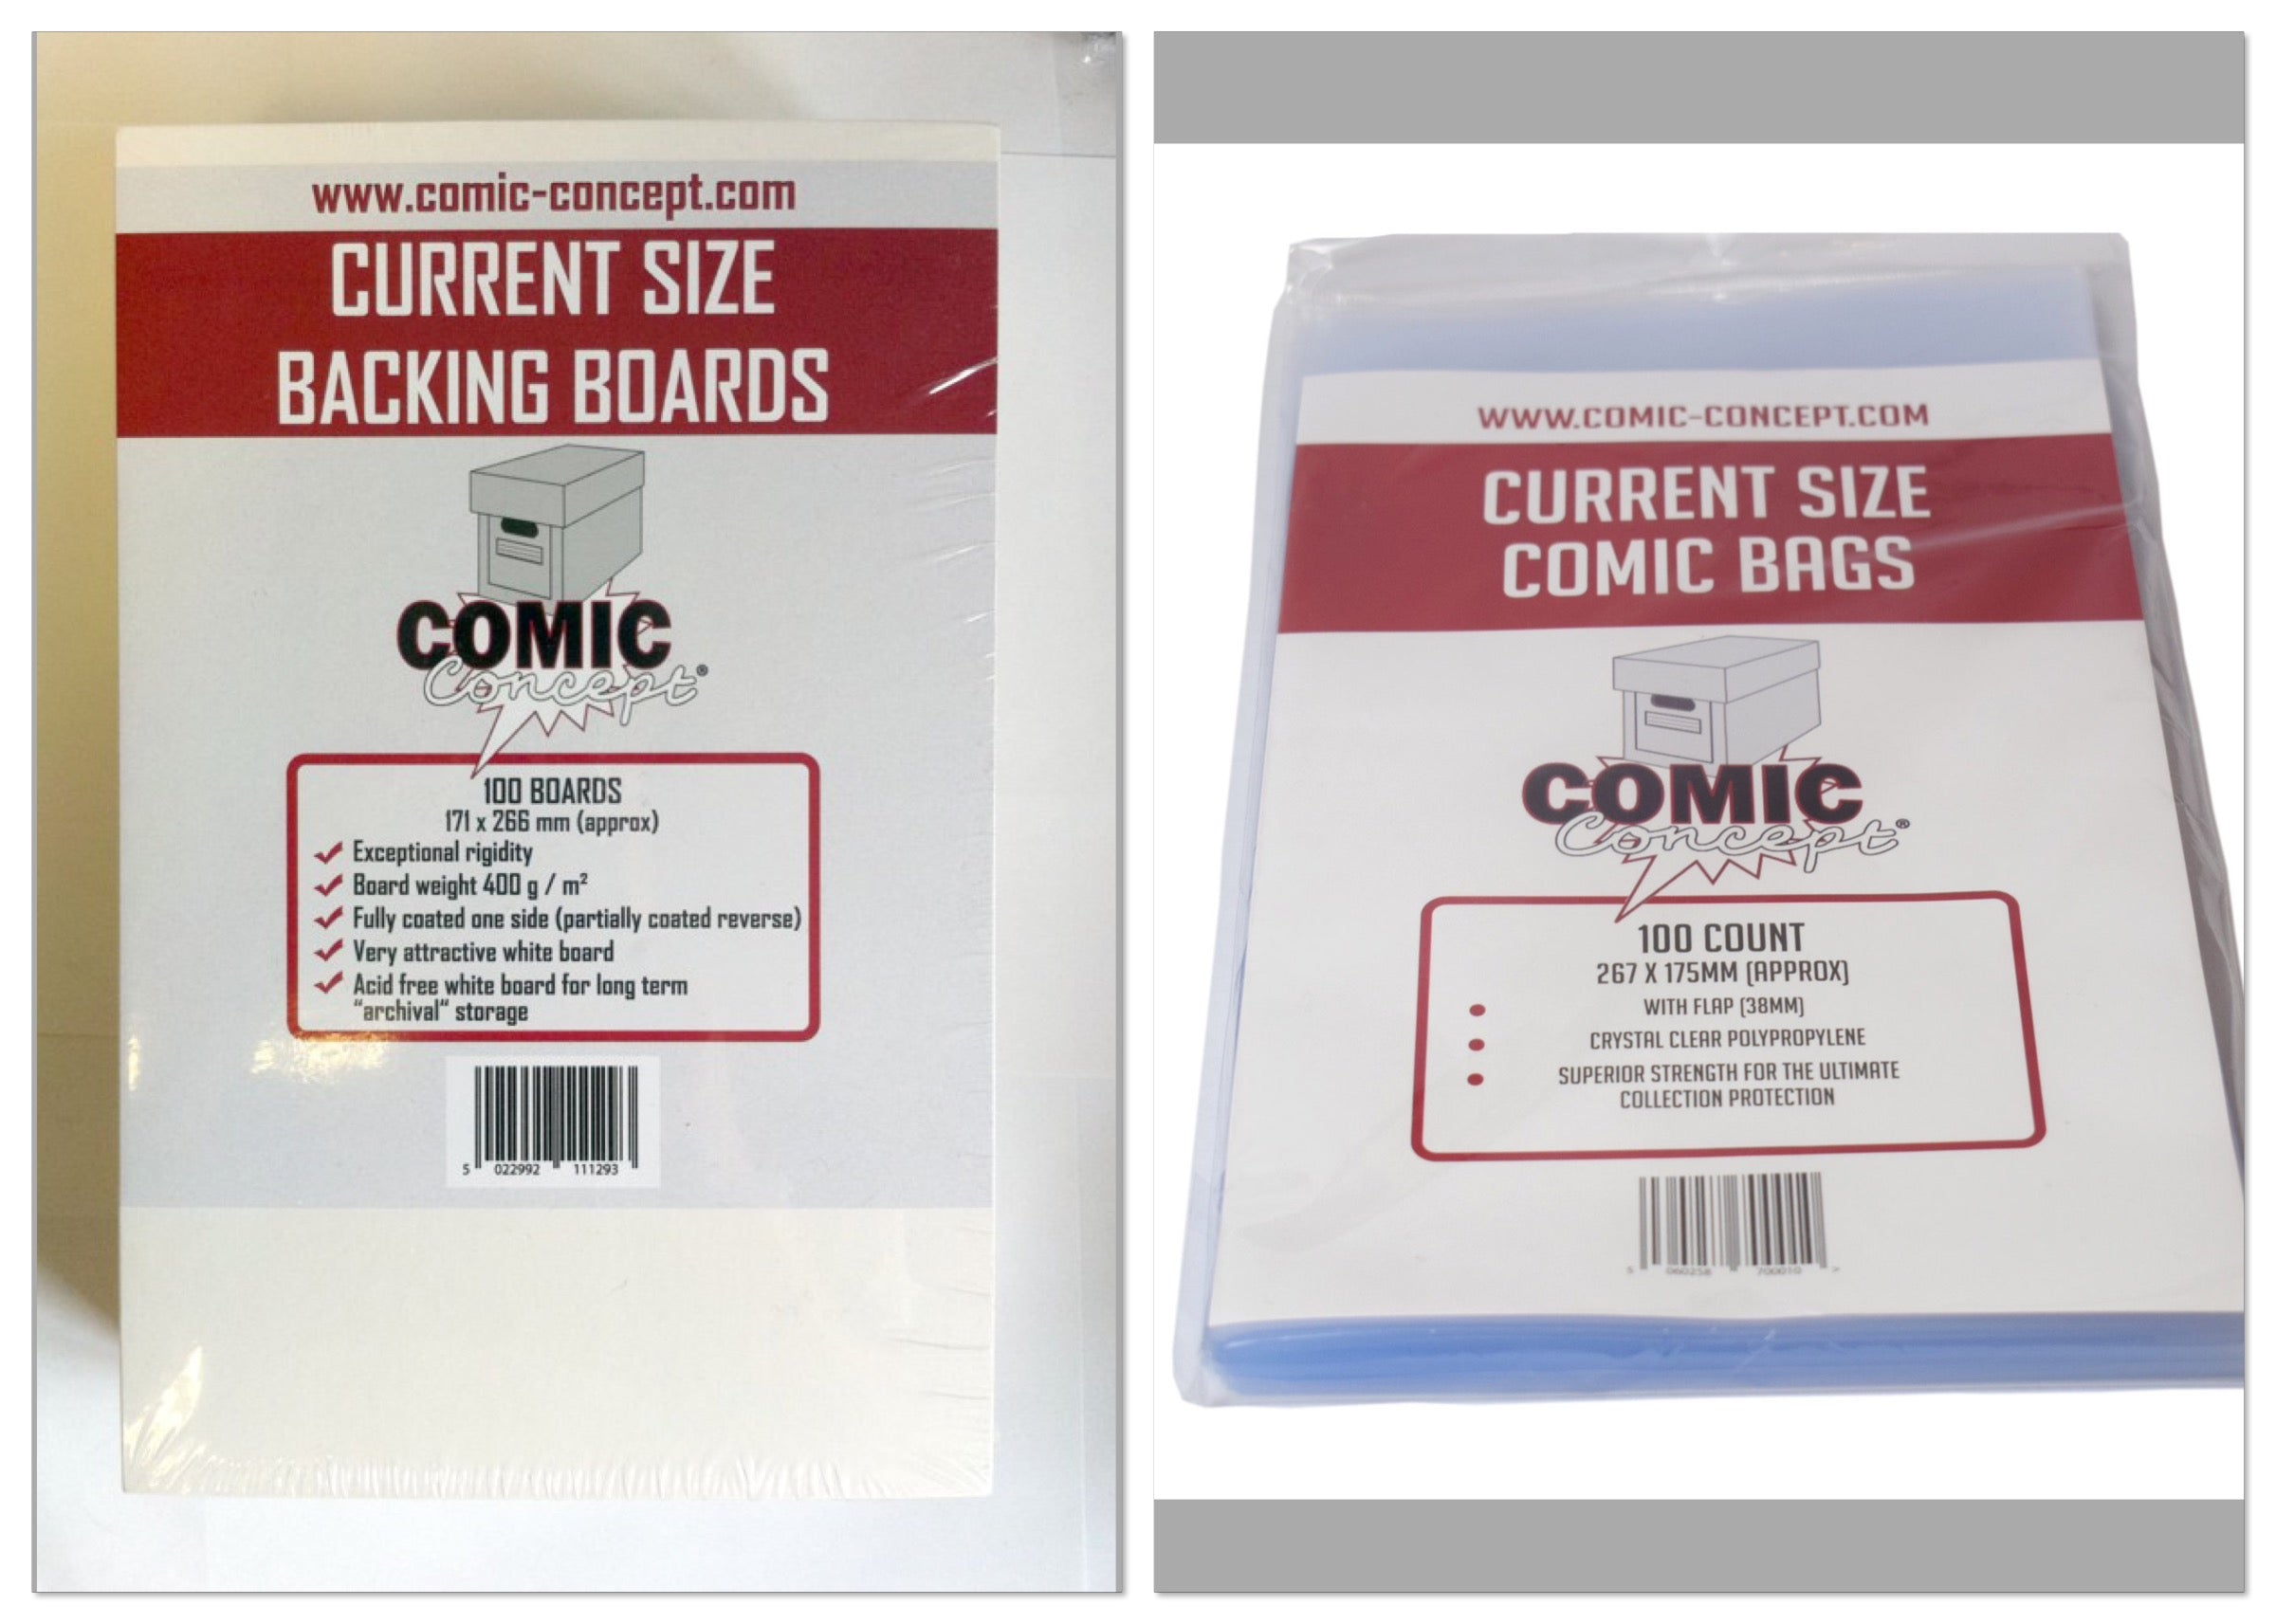 www.comic-concept.com
CURRENT SIZE
BACKING BOARDS
COMIC
Concept®
100 BOARDS
171 x 266 mm (approx)
Exceptional rigidity
Board weight 400 g / m²
Fully coated one side (partially coated reverse)
Very attractive white board
Acid free white board for long term
“archival“ storage
5 022992 111293
WWW.COMIC-CONCEPT.COM
CURRENT SIZE
COMIC BAGS
COMIC
Concept®
100 COUNT
267 X 175MM (APPROX)
WITH FLAP (38MM)
CRYSTAL CLEAR POLYPROPYLENE
SUPERIOR STRENGTH FOR THE ULTIMATE
COLLECTION PROTECTION
5 060258 700010 >